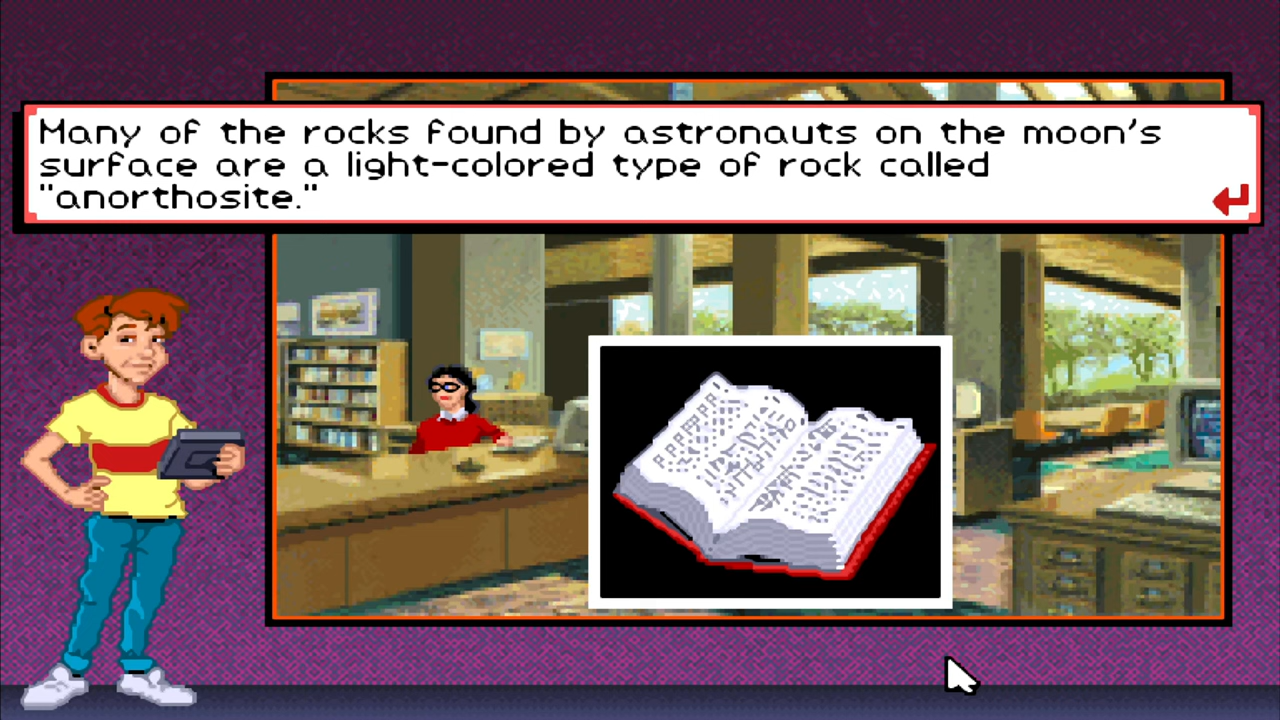 Many of the rocks found by astronauts on the moon's
surface are a light-colored type of rock called
"anorthosite."